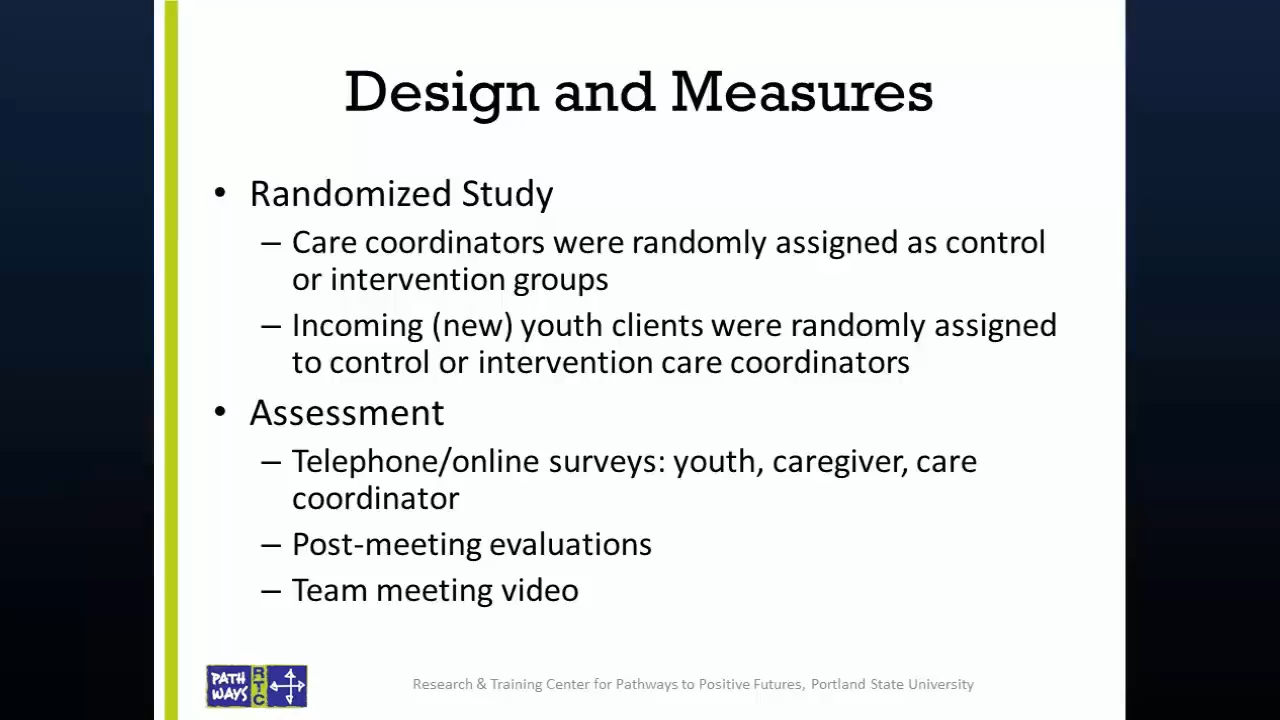 Design and Measures
• Randomized Study
– Care coordinators were randomly assigned as control
or intervention groups
– Incoming (new) youth clients were randomly assigned
to control or intervention care coordinators
• Assessment
– Telephone/online surveys: youth, caregiver, care
coordinator
– Post-meeting evaluations
– Team meeting video
PATH
WAYS
RTC
Research & Training Center for Pathways to Positive Futures, Portland State University